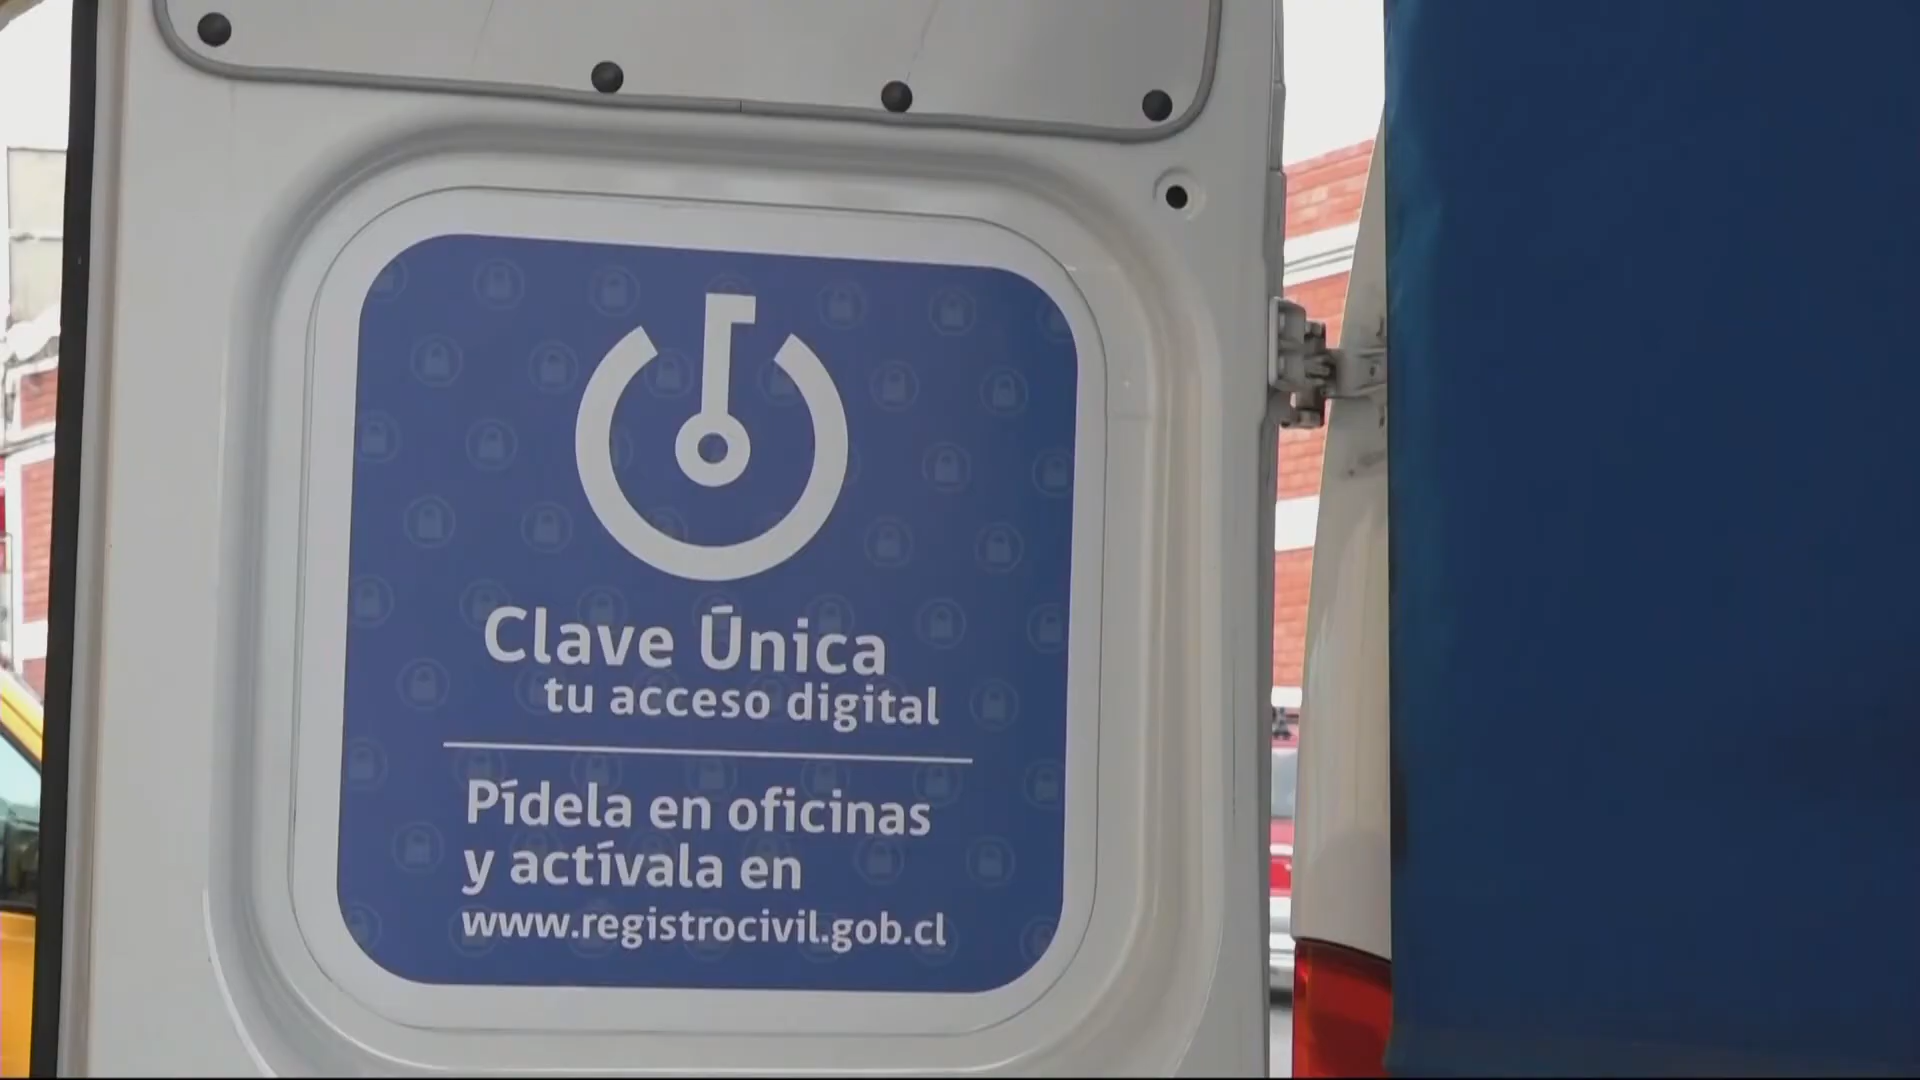 Clave Única
tu acceso digital
Pídela en oficinas
y actívala en
www.registrocivil.gob.cl